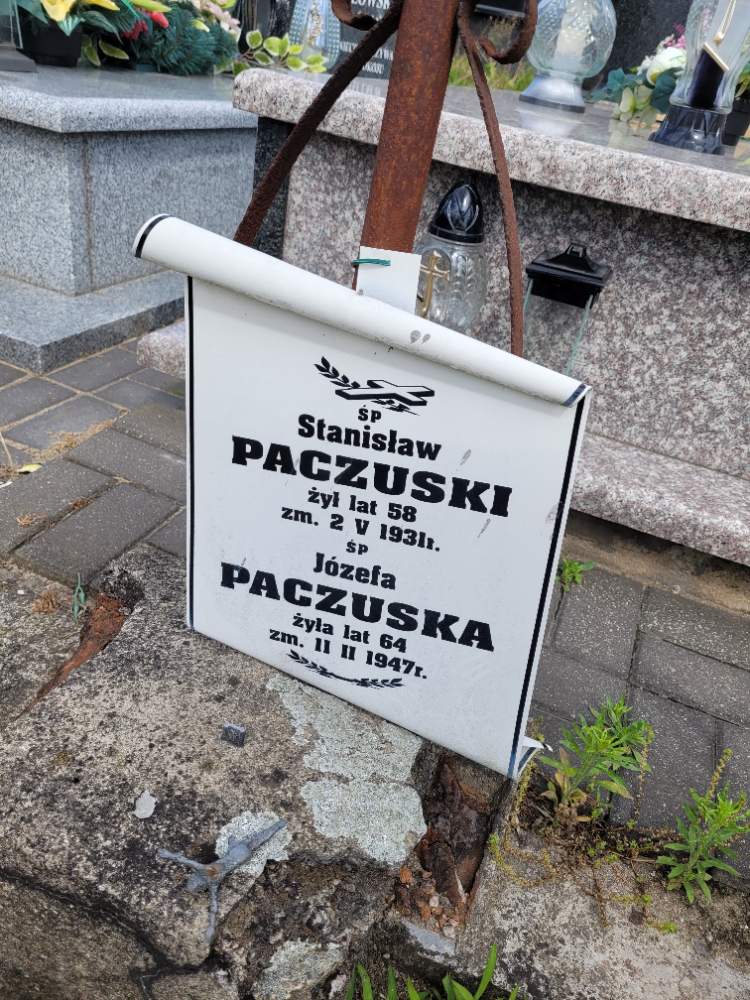 śp
Stanisław
PACZUSKI
żył lat 58
zm. 2 V 1931r.
śp
Józefa
PACZUSKA
żyła lat 64
zm. 11 II 1947r.